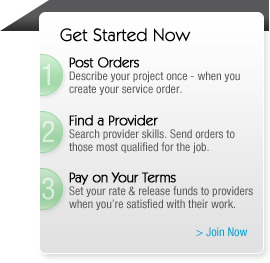 Get Started Now
1
Post Orders
Describe your project once - when you
create your service order.
2
Find a Provider
Search provider skills. Send orders to
those most qualified for the job.
3
Pay on Your Terms
Set your rate & release funds to providers
when you're satisfied with their work.
> Join Now